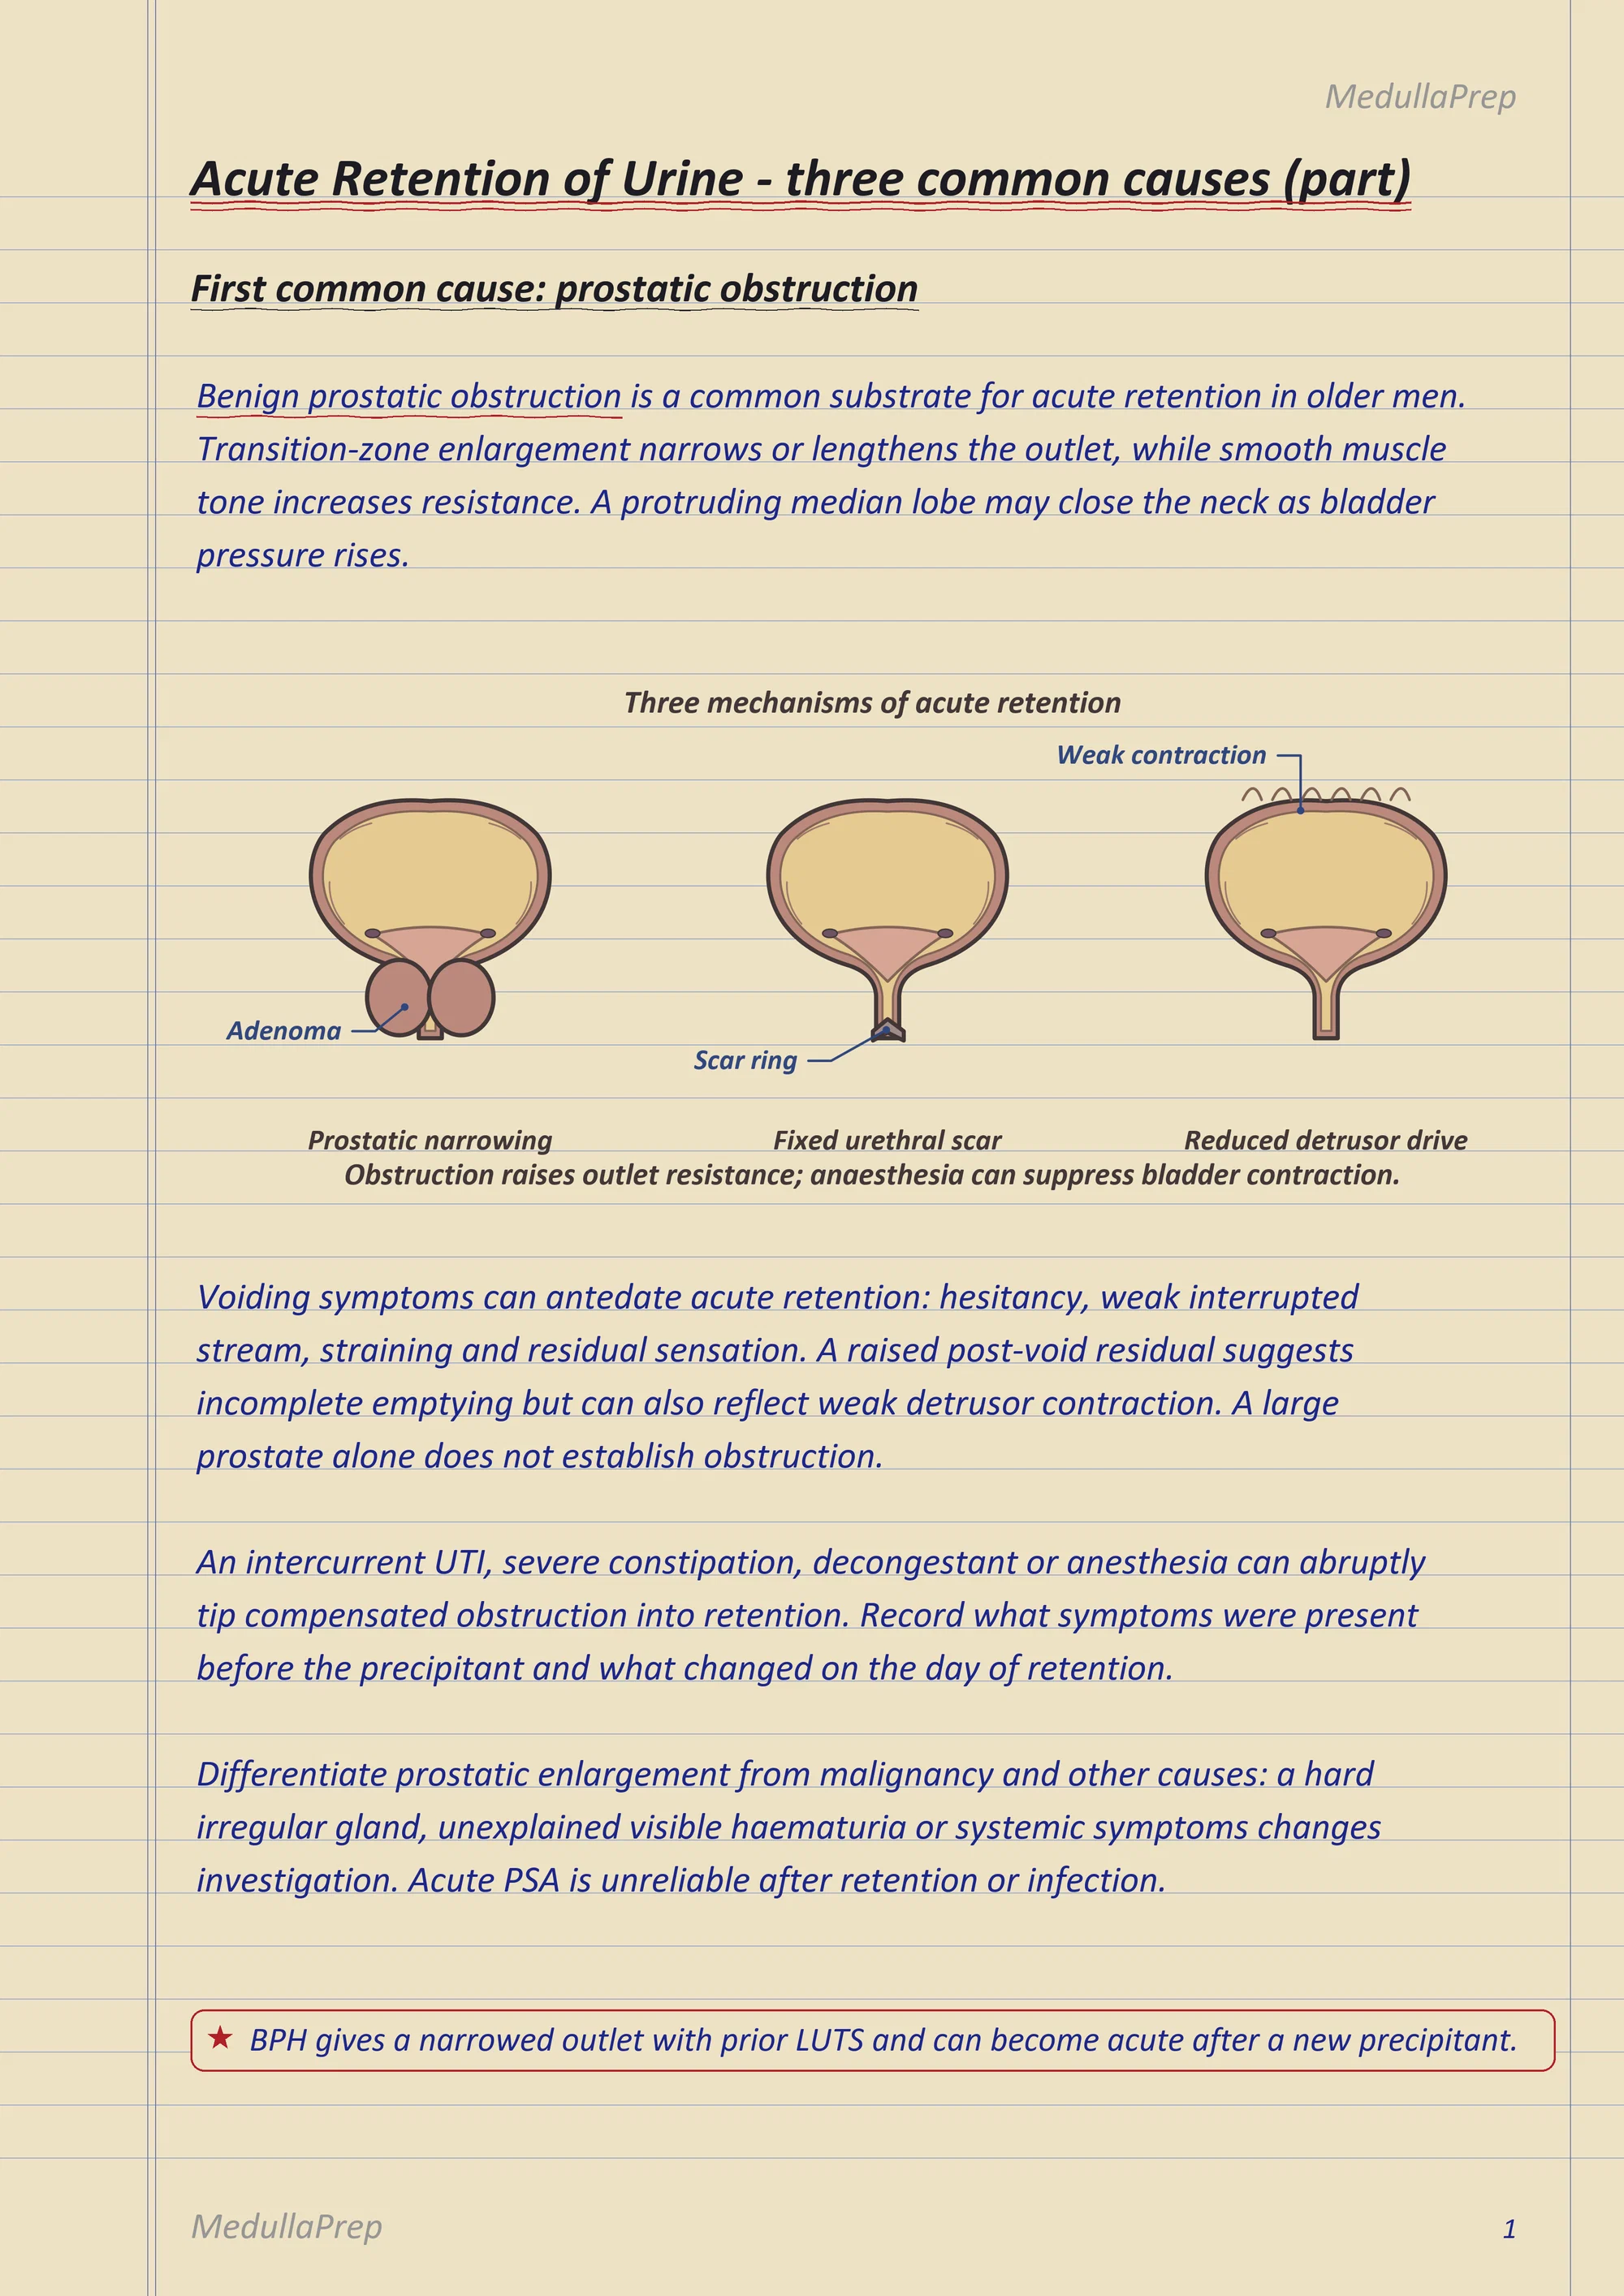 MedullaPrep
Acute Retention of Urine - three common causes (part)
First common cause: prostatic obstruction
Benign prostatic obstruction is a common substrate for acute retention in older men.
Transition-zone enlargement narrows or lengthens the outlet, while smooth muscle
tone increases resistance. A protruding median lobe may close the neck as bladder
pressure rises.
Three mechanisms of acute retention
Weak contraction
Adenoma
Scar ring
Prostatic narrowing
Fixed urethral scar
Reduced detrusor drive
Obstruction raises outlet resistance; anaesthesia can suppress bladder contraction.
Voiding symptoms can antedate acute retention: hesitancy, weak interrupted
stream, straining and residual sensation. A raised post-void residual suggests
incomplete emptying but can also reflect weak detrusor contraction. A large
prostate alone does not establish obstruction.
An intercurrent UTI, severe constipation, decongestant or anesthesia can abruptly
tip compensated obstruction into retention. Record what symptoms were present
before the precipitant and what changed on the day of retention.
Differentiate prostatic enlargement from malignancy and other causes: a hard
irregular gland, unexplained visible haematuria or systemic symptoms changes
investigation. Acute PSA is unreliable after retention or infection.
★ BPH gives a narrowed outlet with prior LUTS and can become acute after a new precipitant.
MedullaPrep
1